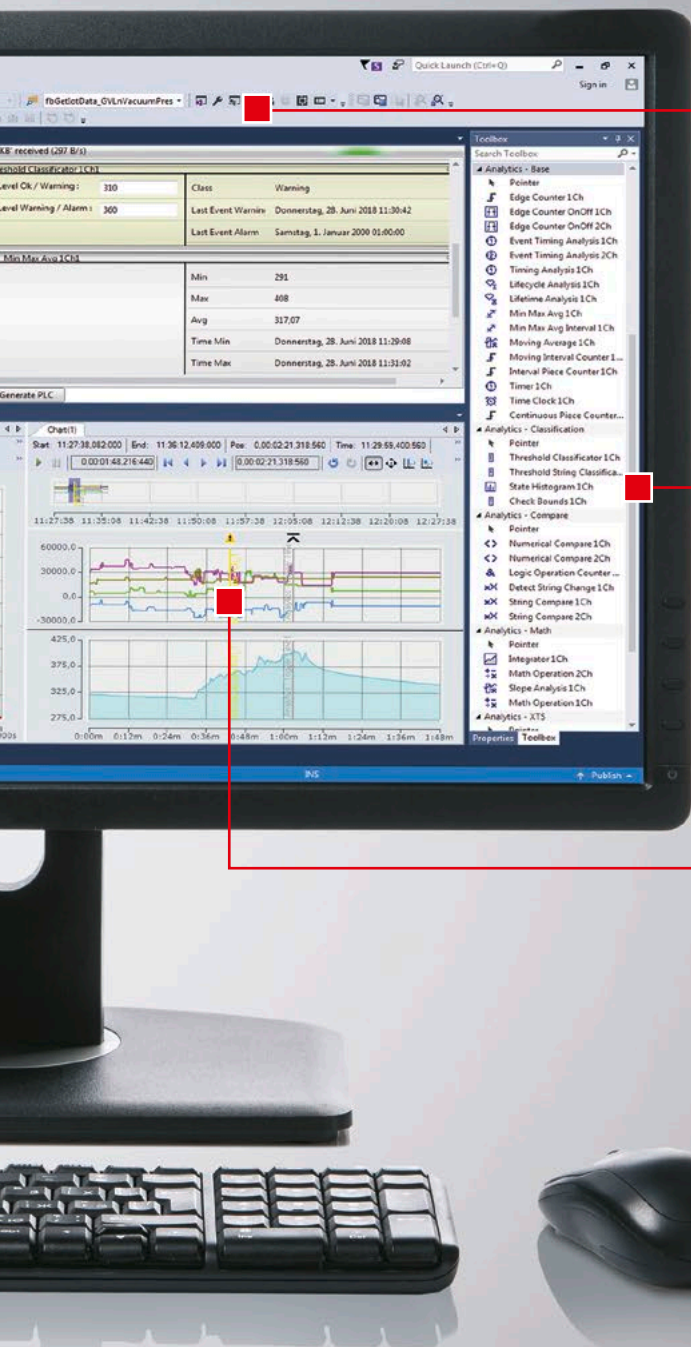 Quick Launch (Ctrl+Q)
Sign in
fbGetIotData_GVLnVacuumPres
KB' received (297 B/s)
eshold Classificator 1Ch1
Level Ok / Warning : 310
Level Warning / Alarm : 360
Class Warning
Last Event Warnin Donnerstag, 28. Juni 2018 11:30:42
Last Event Alarm Samstag, 1. Januar 2000 01:00:00
Min Max Avg 1Ch1
Min 291
Max 408
Avg 317,07
Time Min Donnerstag, 28. Juni 2018 11:29:08
Time Max Donnerstag, 28. Juni 2018 11:31:02
Generate PLC
Chart(1)
Start: 11:27:38,082:000 End: 11:36:12,409:000 Pos: 0.00:02:21,318:560 Time: 11:29:59,400:560
0.00:01:48.216:440 0.00:02:21.318:560
11:27:38 11:35:08 11:42:38 11:50:08 11:57:38 12:05:08 12:12:38 12:20:08 12:27:38
60000.0
30000.0
0.0
-30000.0
425,0
375,0
325,0
275,0
0:00m 0:12m 0:24m 0:36m 0:48m 1:00m 1:12m 1:24m 1:36m 1:48m
Toolbox
Search Toolbox
Analytics - Base
Pointer
Edge Counter 1Ch
Edge Counter OnOff 1Ch
Edge Counter OnOff 2Ch
Event Timing Analysis 1Ch
Event Timing Analysis 2Ch
Timing Analysis 1Ch
Lifecycle Analysis 1Ch
Lifetime Analysis 1Ch
Min Max Avg 1Ch
Min Max Avg Interval 1Ch
Moving Average 1Ch
Moving Interval Counter 1...
Interval Piece Counter 1Ch
Timer 1Ch
Time Clock 1Ch
Continuous Piece Counter...
Analytics - Classification
Pointer
Threshold Classificator 1Ch
Threshold String Classifica...
State Histogram 1Ch
Check Bounds 1Ch
Analytics - Compare
Pointer
Numerical Compare 1Ch
Numerical Compare 2Ch
Logic Operation Counter ...
Detect String Change 1Ch
String Compare 1Ch
String Compare 2Ch
Analytics - Math
Pointer
Integrator 1Ch
Math Operation 2Ch
Slope Analysis 1Ch
Math Operation 1Ch
Analytics - XTS
Pointer
Properties Toolbox
INS
Publish